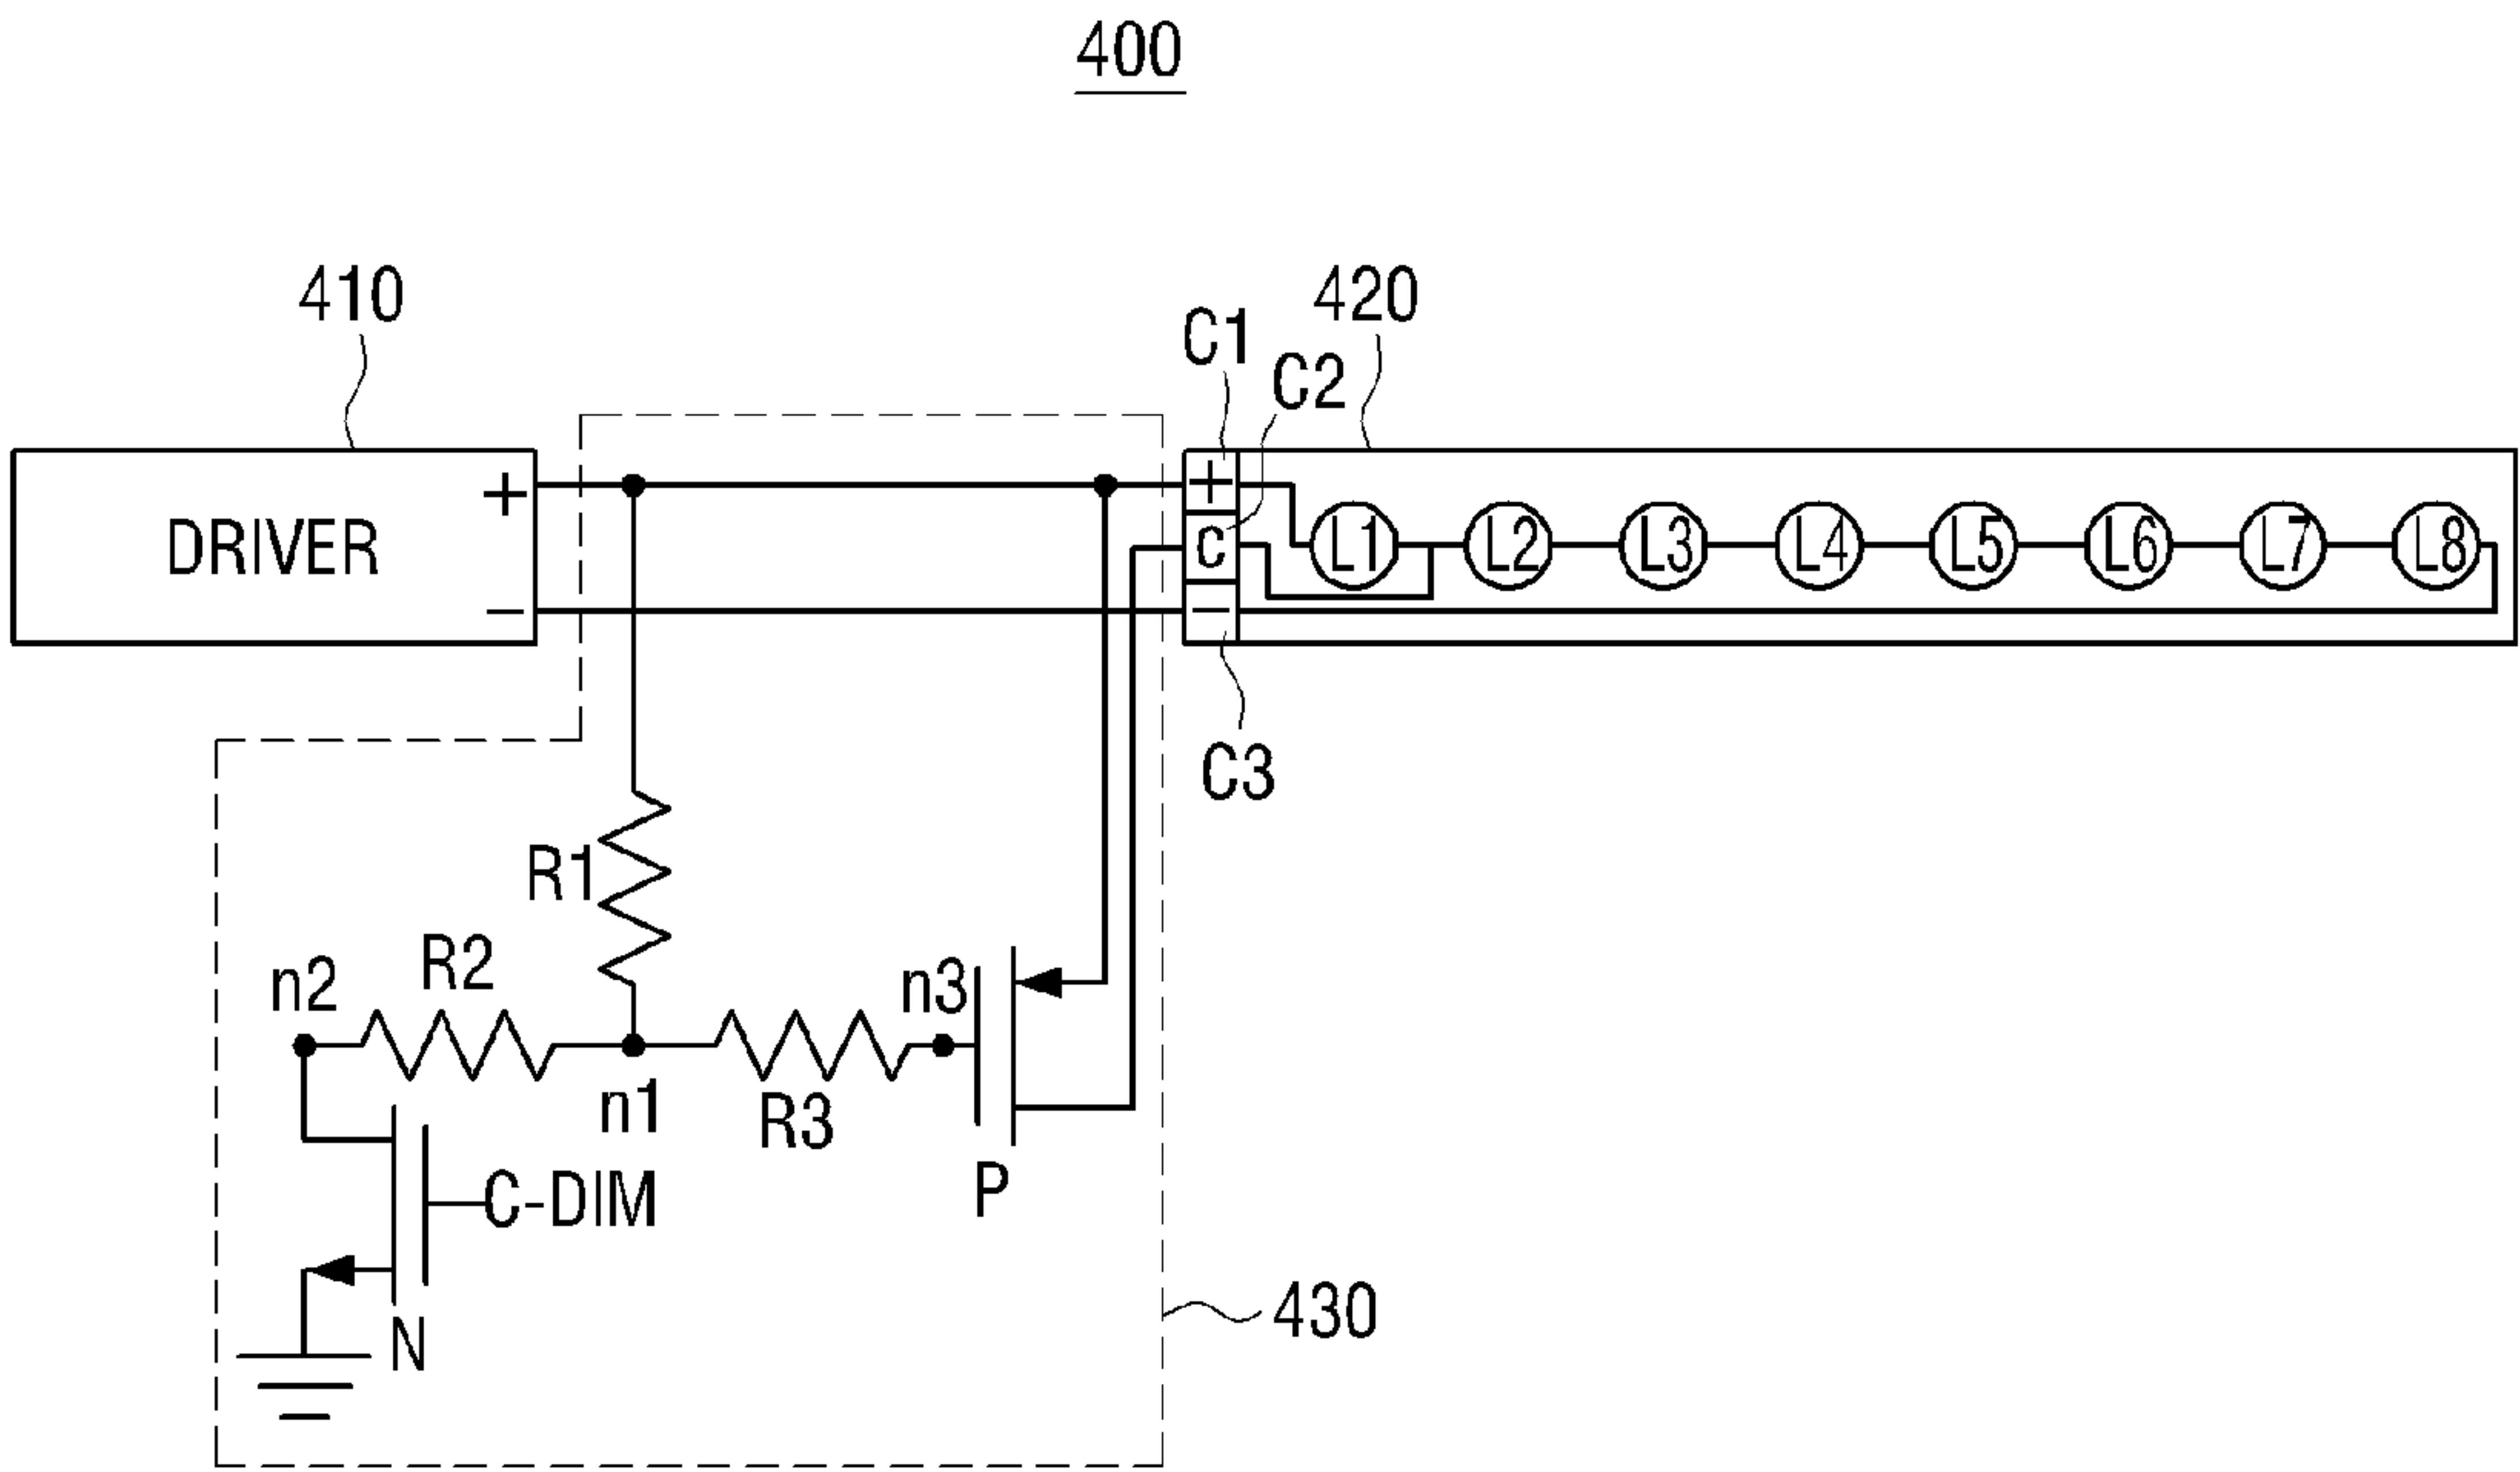 400
410
420
C1
C2
+
+
DRIVER
C
L1 L2 L3 L4 L5 L6 L7 L8
−
−
C3
R1
R2
n2
n3
n1
R3
C-DIM
P
430
N